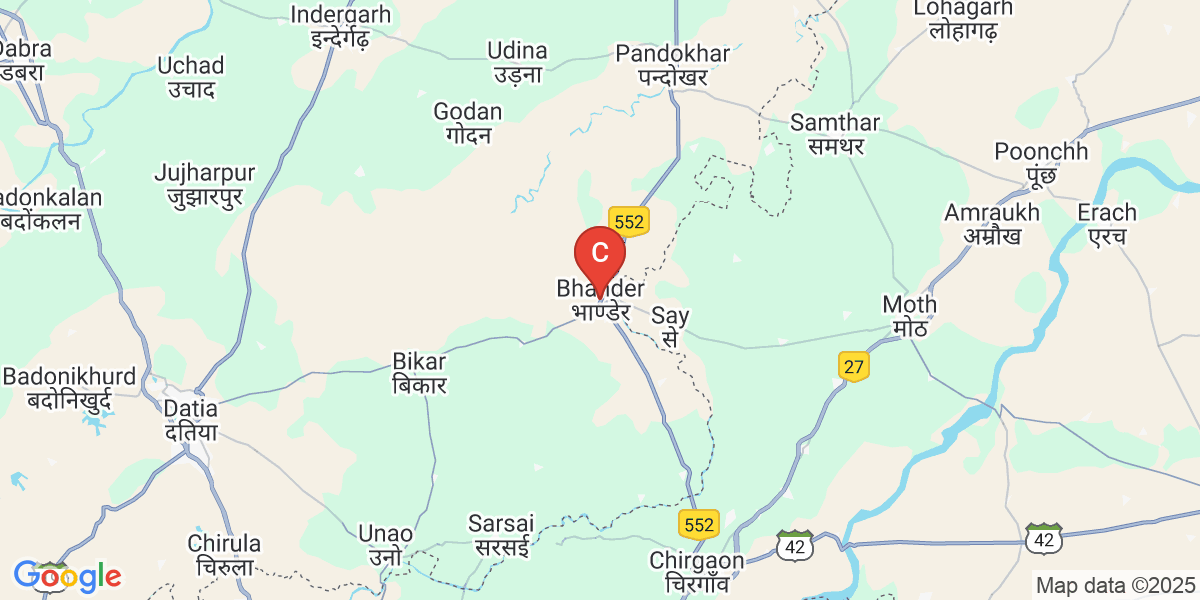 Indergarh
इन्देर्गढ़
Lohagarh
लोहागढ़
Dabra
डबरा
Uchad
उचाद
Udina
उड़ना
Pandokhar
पन्दोखर
Godan
गोदन
Samthar
समथर
Poonchh
पूंछ
Jujharpur
जुझारपुर
adonkalan
बदोंकलन
552
Amraukh
अम्रौख
Erach
एरच
C
Bhander
भाण्डेर
Say
से
Moth
मोठ
Bikar
बिकार
27
Badonikhurd
बदोनिखुर्द
Datia
दतिया
552
Sarsai
सरसई
Unao
उनो
Chirula
चिरुला
Chirgaon
चिरगाँव
42
42
Google
Map data ©2025